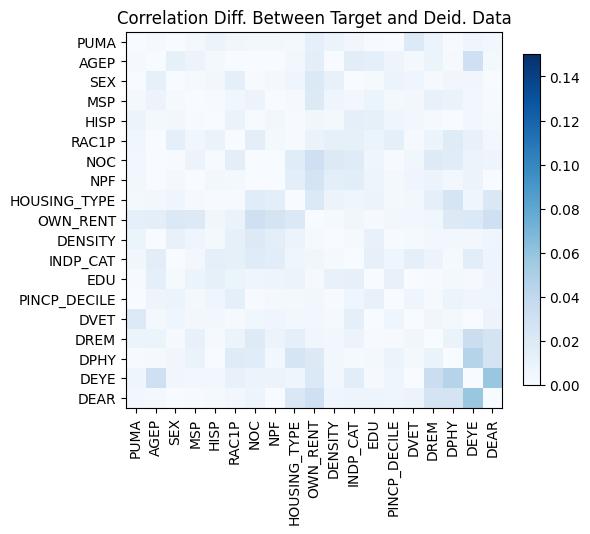 Correlation Diff. Between Target and Deid. Data
PUMA
AGEP
SEX
MSP
HISP
RAC1P
NOC
NPF
HOUSING_TYPE
OWN_RENT
DENSITY
INDP_CAT
EDU
PINCP_DECILE
DVET
DREM
DPHY
DEYE
DEAR
0.14
0.12
0.10
0.08
0.06
0.04
0.02
0.00
PUMA
AGEP
SEX
MSP
HISP
RAC1P
NOC
NPF
HOUSING_TYPE
OWN_RENT
DENSITY
INDP_CAT
EDU
PINCP_DECILE
DVET
DREM
DPHY
DEYE
DEAR